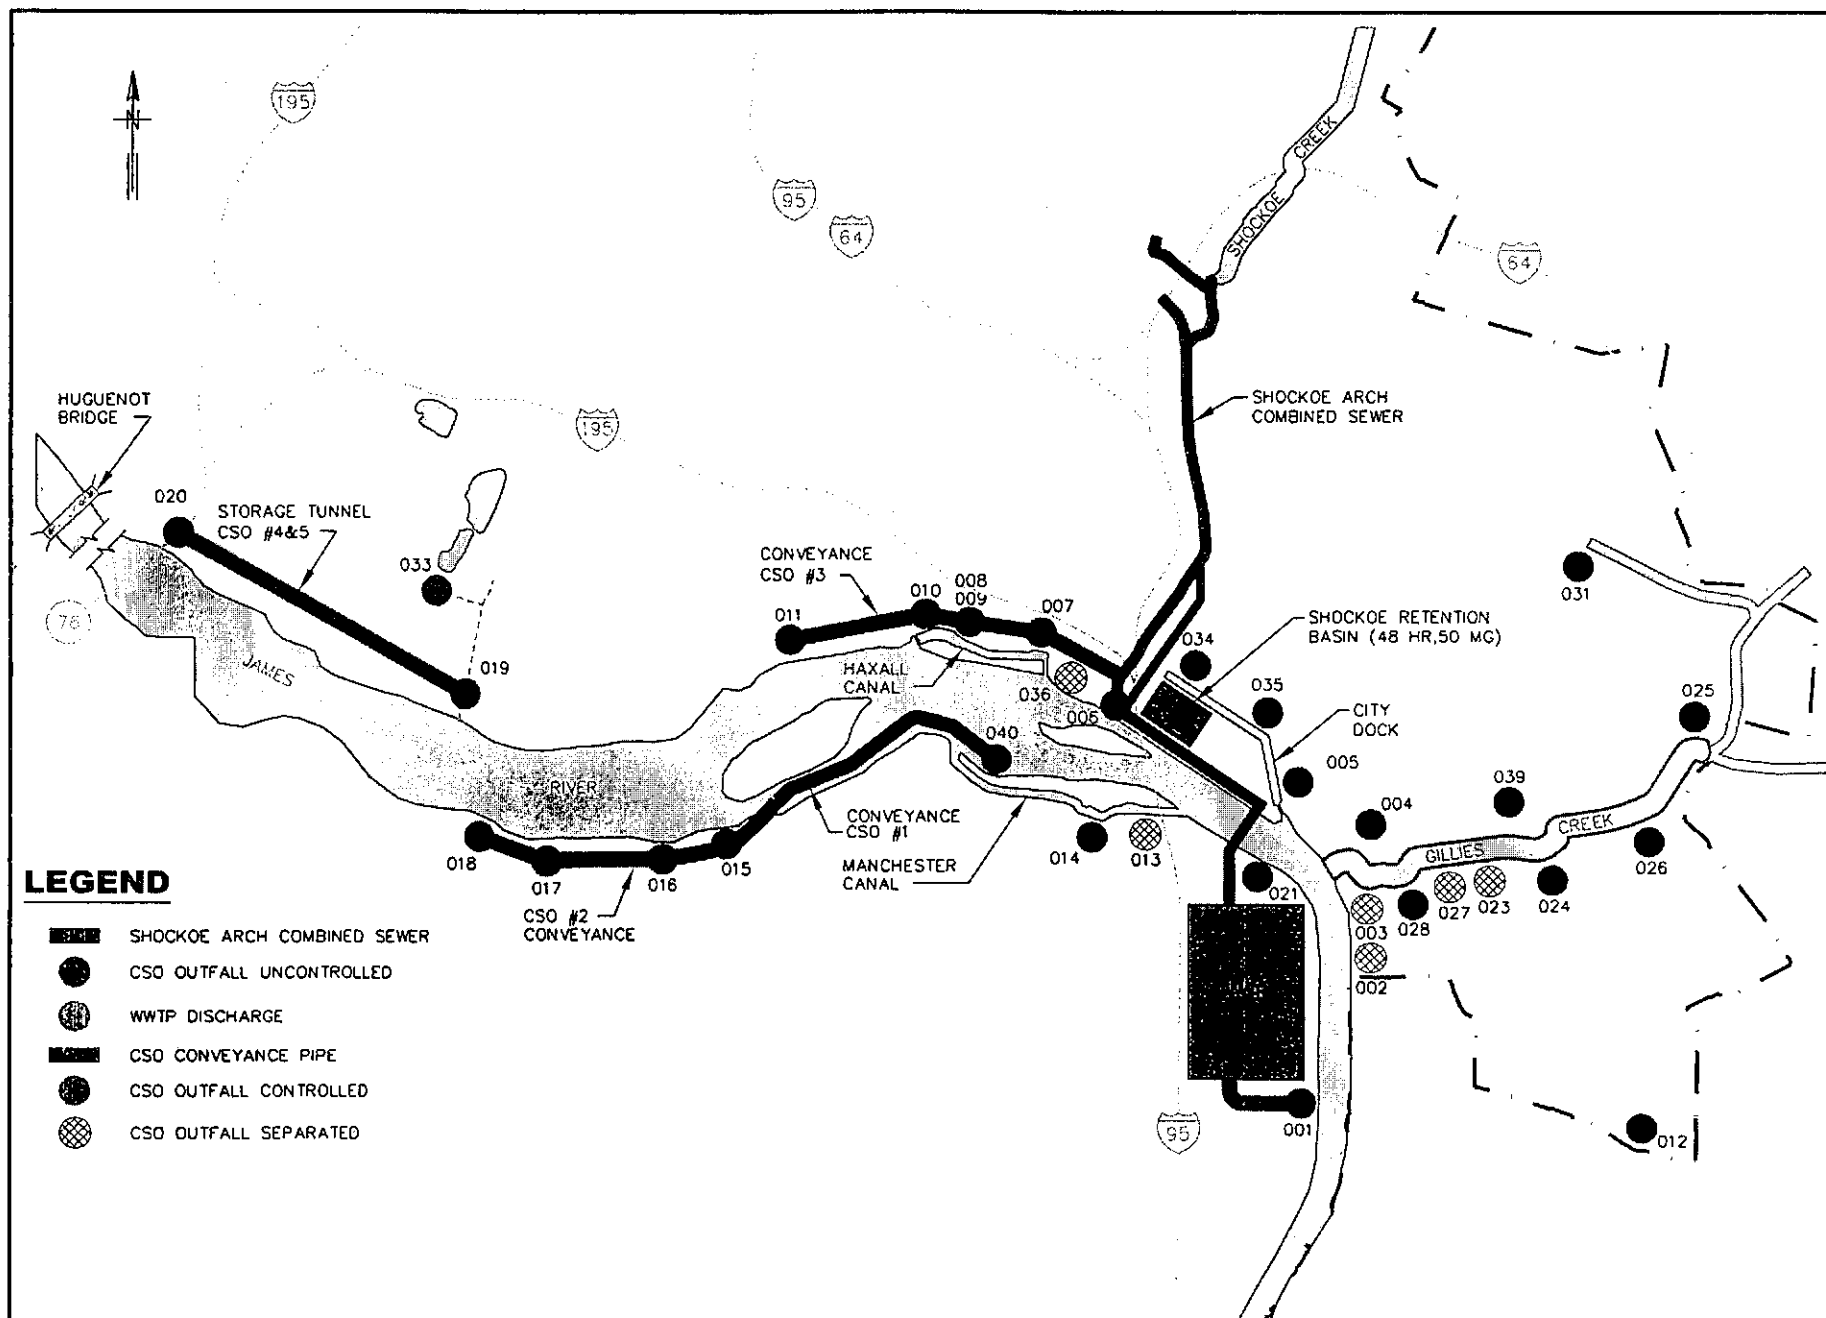 N
195
95
64
SHOCKOE CREEK
64
HUGUENOT
BRIDGE
195
SHOCKOE ARCH
COMBINED SEWER
020
STORAGE TUNNEL
CSO #4&5
033
CONVEYANCE
CSO #3
011
010
008
009
007
034
SHOCKOE RETENTION
BASIN (48 HR,50 MG)
031
76
JAMES
019
HAXALL
CANAL
036
005
035
CITY
DOCK
025
040
005
004
039
RIVER
CONVEYANCE
CSO #1
MANCHESTER
CANAL
014
013
GILLIES
CREEK
026
018
017
016
015
CSO #2
CONVEYANCE
021
003
028
027
023
024
002
LEGEND
SHOCKOE ARCH COMBINED SEWER
CSO OUTFALL UNCONTROLLED
WWTP DISCHARGE
CSO CONVEYANCE PIPE
CSO OUTFALL CONTROLLED
CSO OUTFALL SEPARATED
95
001
012